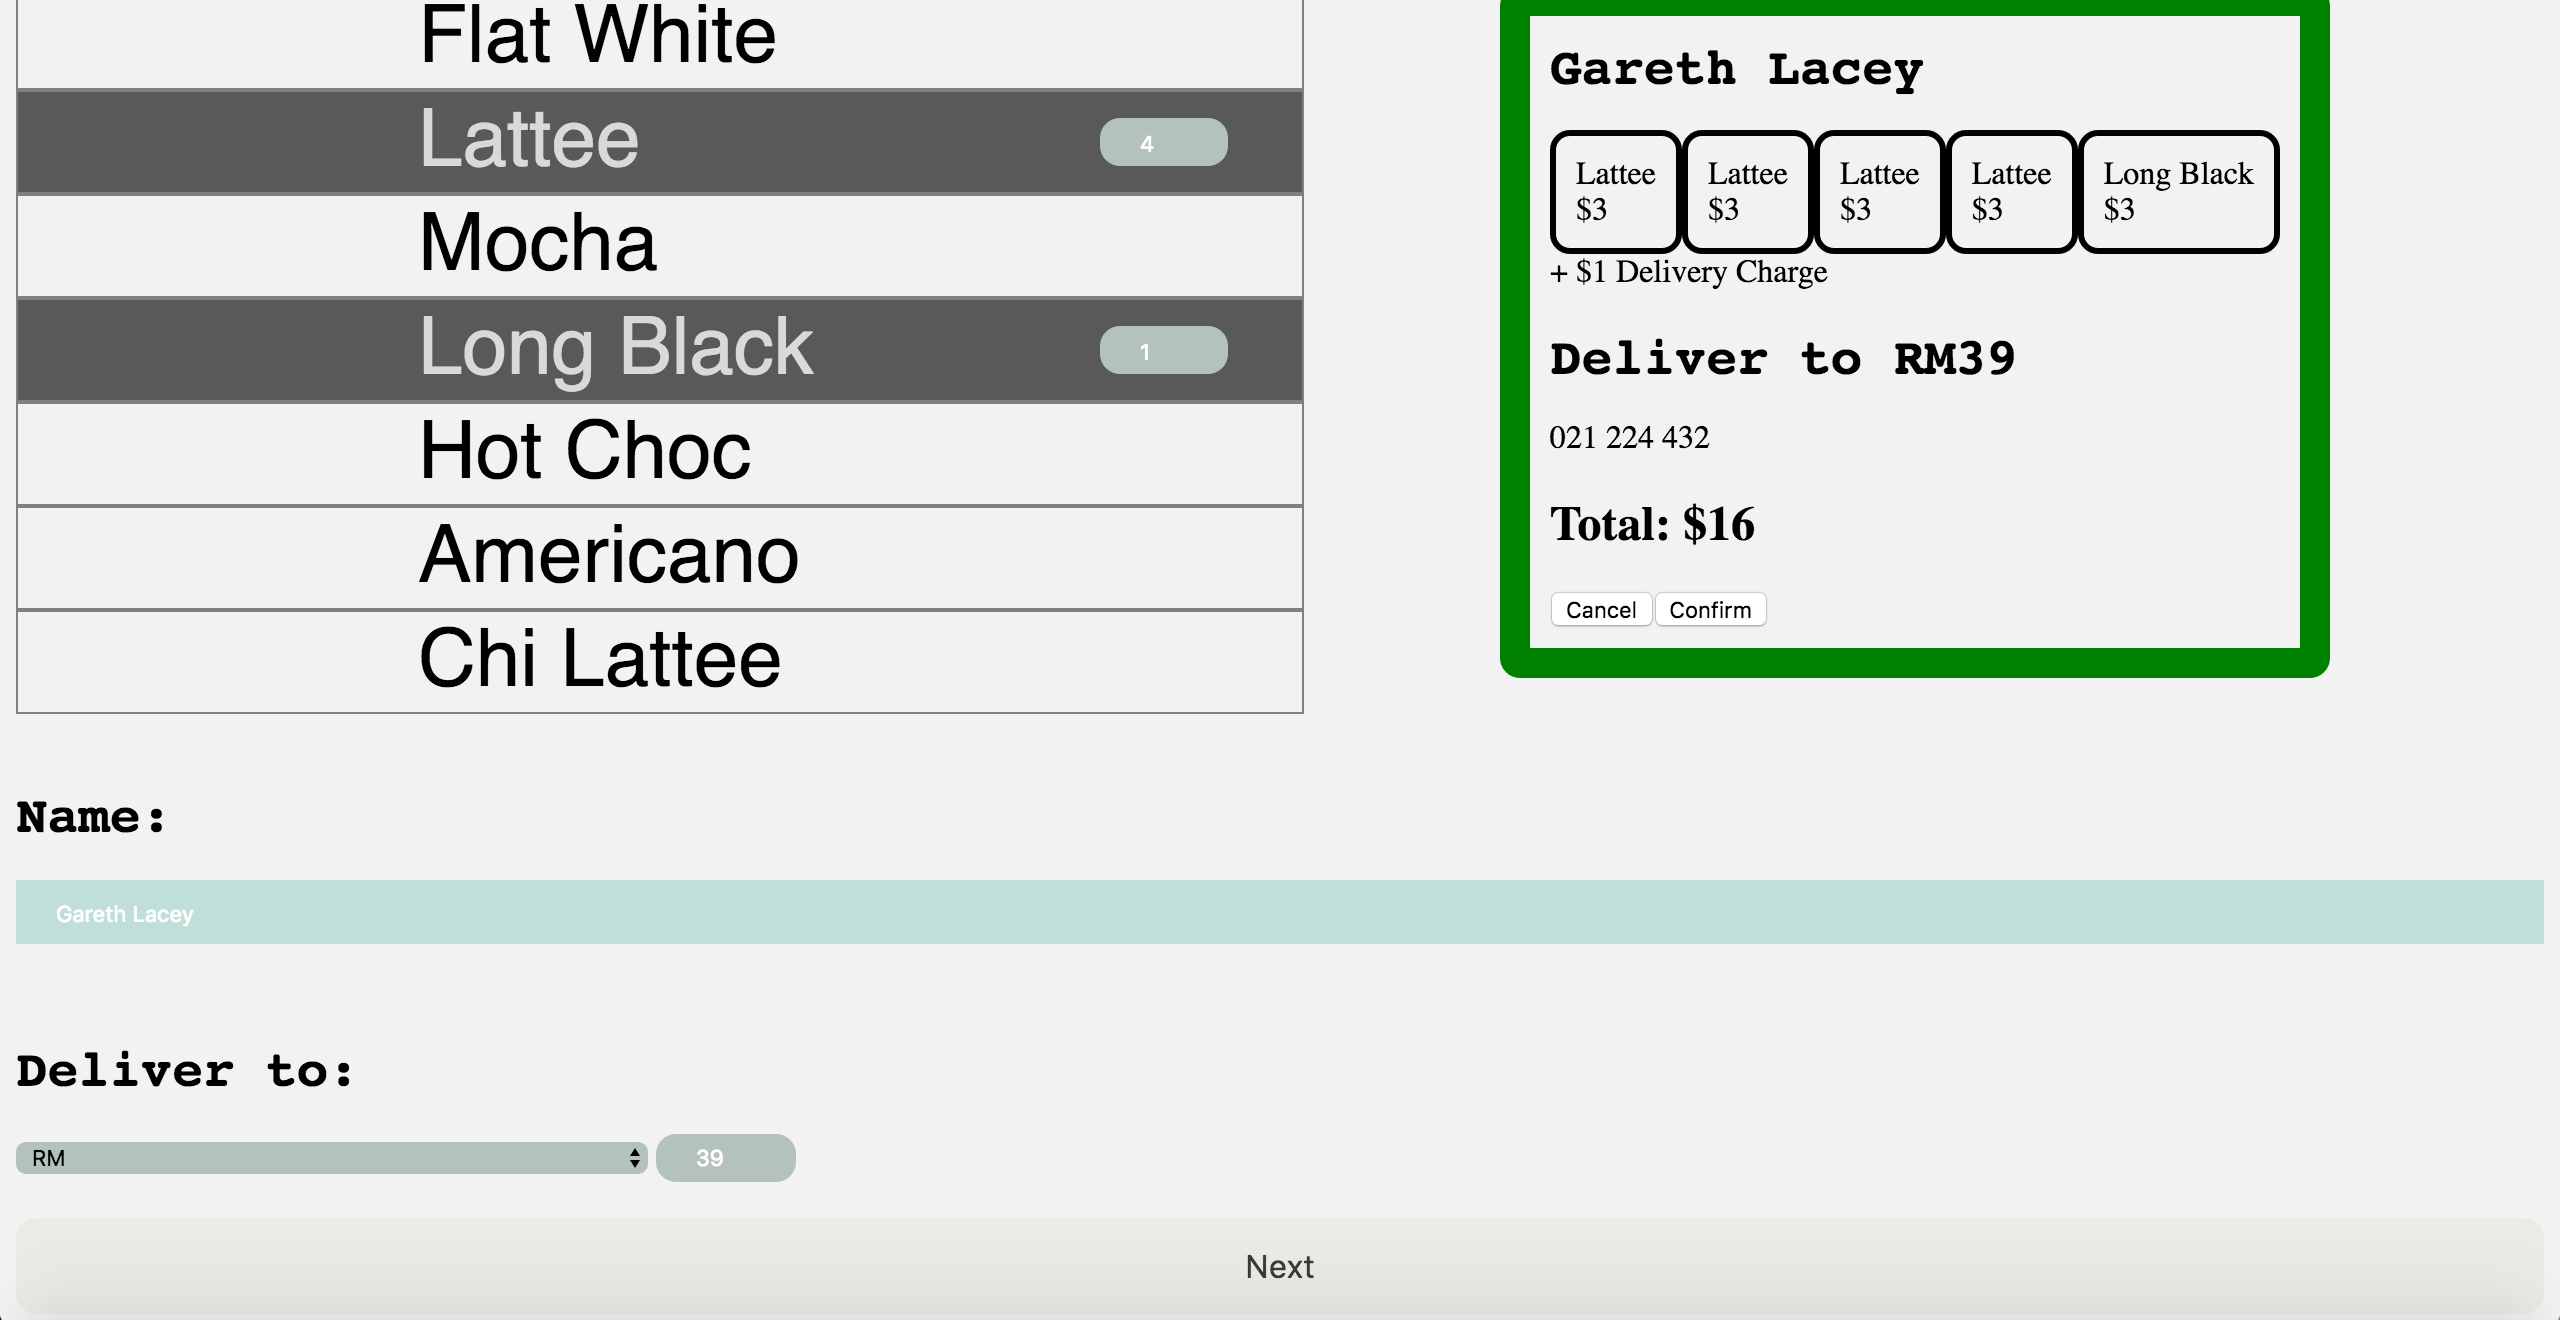 Flat White
Lattee 4
Mocha
Long Black 1
Hot Choc
Americano
Chi Lattee
Gareth Lacey
Lattee Lattee Lattee Lattee Long Black
$3 $3 $3 $3 $3
+ $1 Delivery Charge
Deliver to RM39
021 224 432
Total: $16
Cancel Confirm
Name:
Gareth Lacey
Deliver to:
RM 39
Next